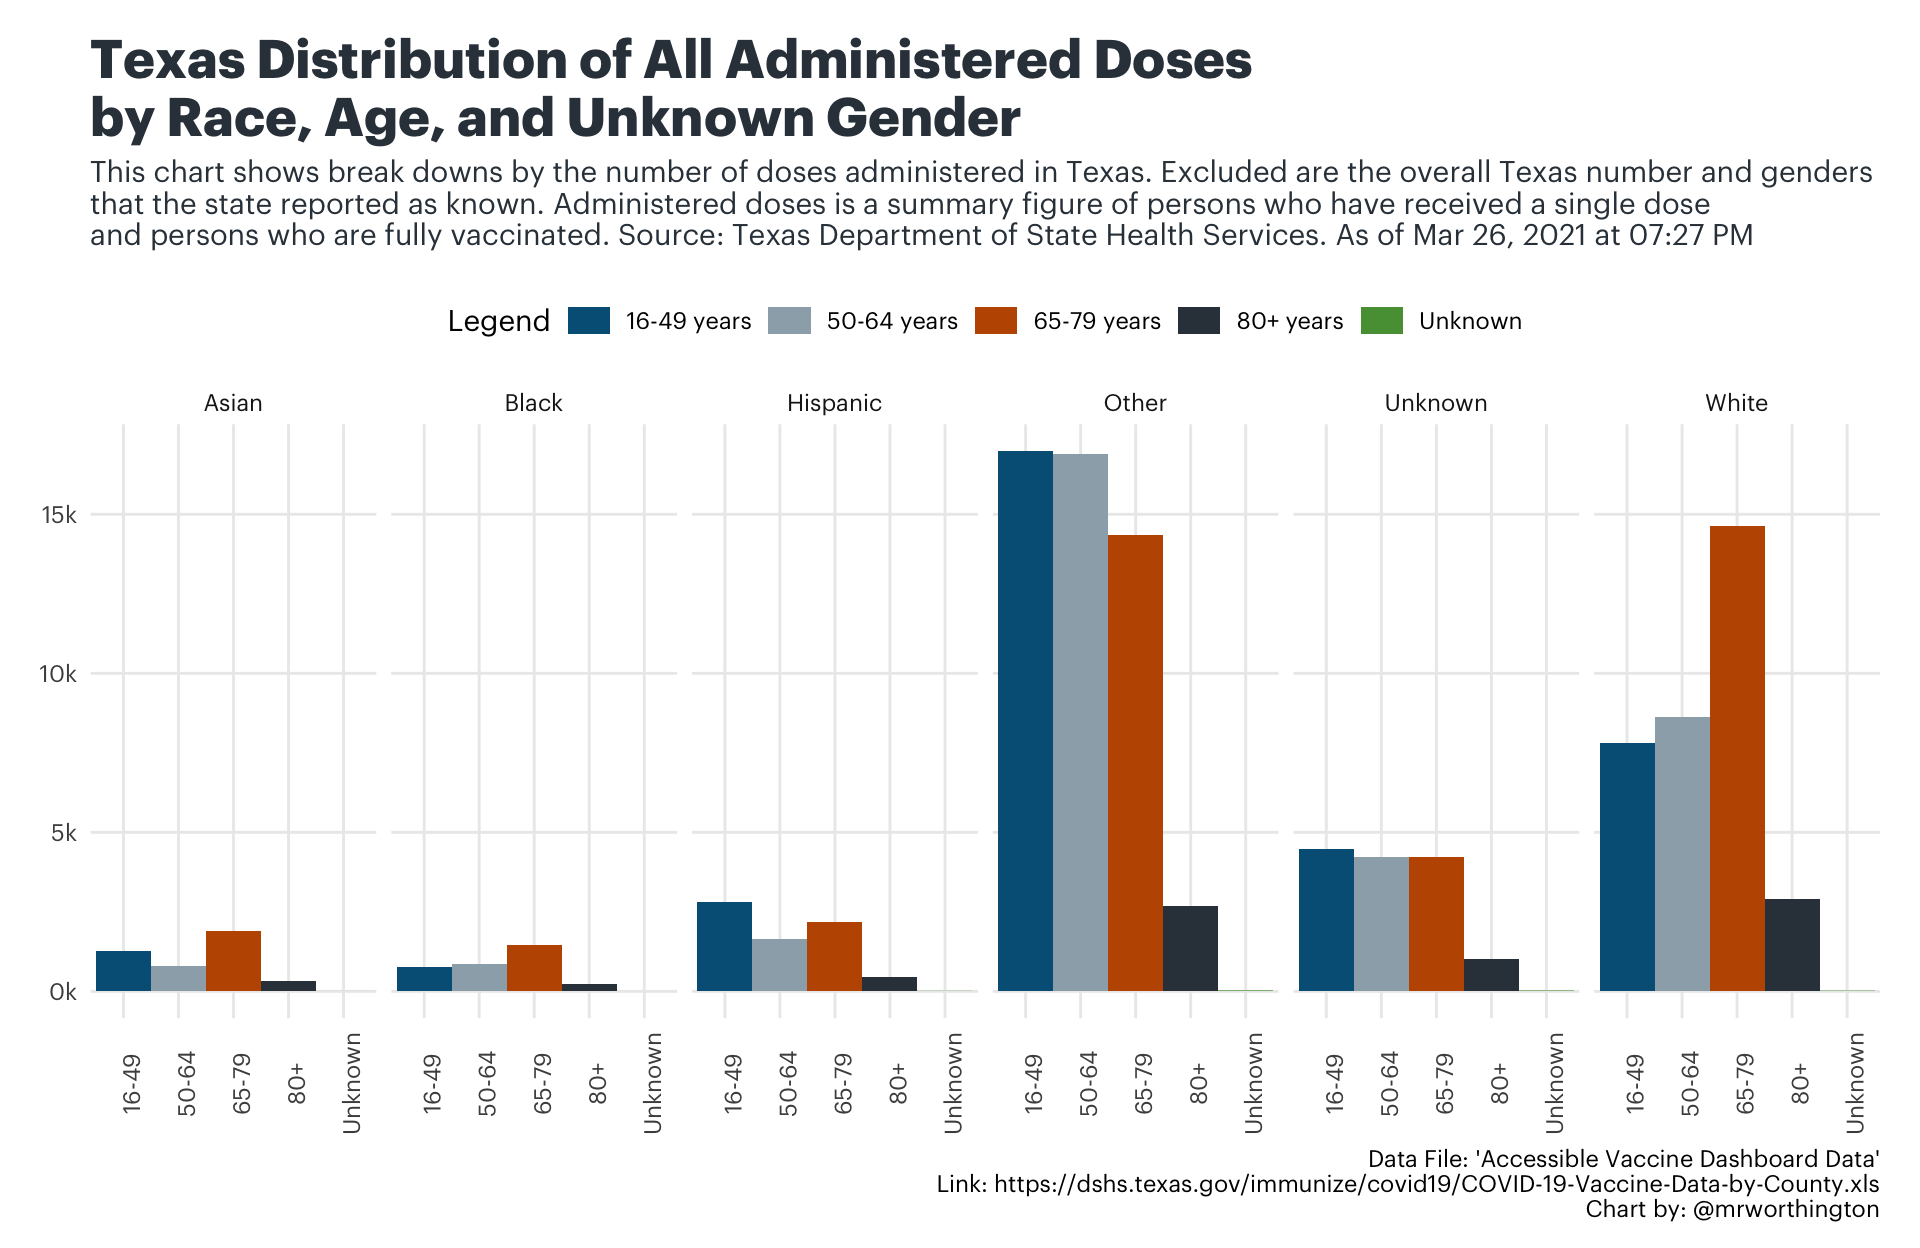 Texas Distribution of All Administered Doses
by Race, Age, and Unknown Gender
This chart shows break downs by the number of doses administered in Texas. Excluded are the overall Texas number and genders
that the state reported as known. Administered doses is a summary figure of persons who have received a single dose
and persons who are fully vaccinated. Source: Texas Department of State Health Services. As of Mar 26, 2021 at 07:27 PM
Legend 16-49 years 50-64 years 65-79 years 80+ years Unknown
Asian Black Hispanic Other Unknown White
15k
10k
5k
0k
16-49 50-64 65-79 80+ Unknown 16-49 50-64 65-79 80+ Unknown 16-49 50-64 65-79 80+ Unknown 16-49 50-64 65-79 80+ Unknown 16-49 50-64 65-79 80+ Unknown 16-49 50-64 65-79 80+ Unknown
Data File: 'Accessible Vaccine Dashboard Data'
Link: https://dshs.texas.gov/immunize/covid19/COVID-19-Vaccine-Data-by-County.xls
Chart by: @mrworthington